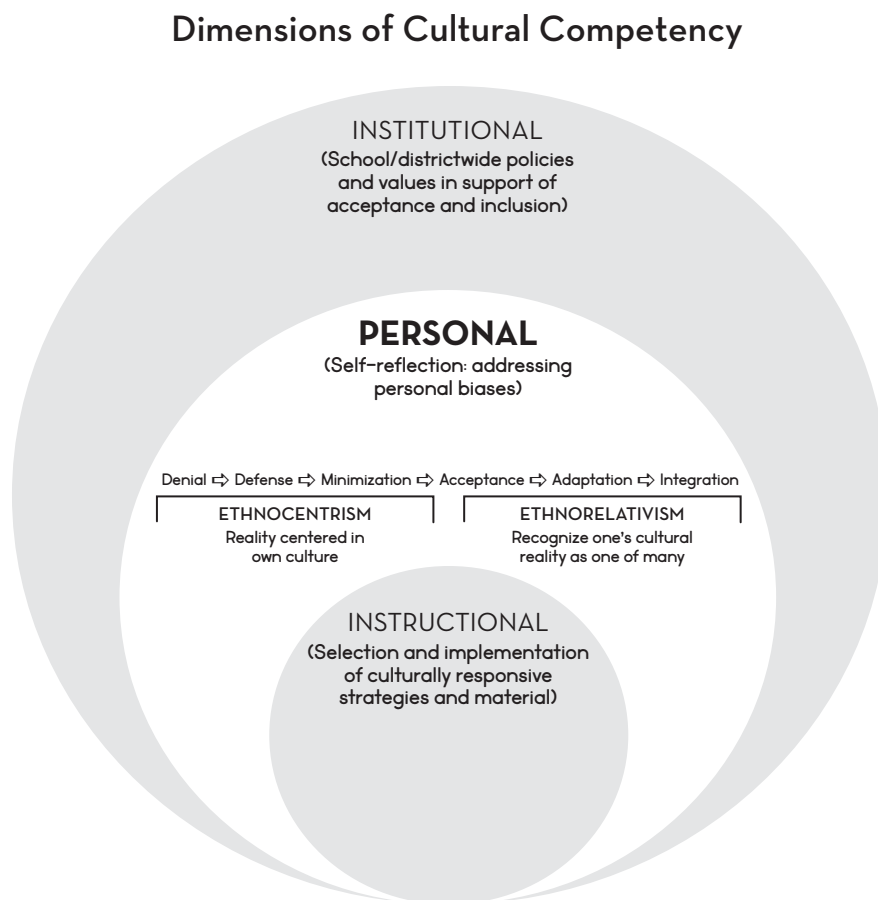 Dimensions of Cultural Competency
INSTITUTIONAL
(School/districtwide policies
and values in support of
acceptance and inclusion)
PERSONAL
(Self-reflection: addressing
personal biases)
Denial ⇨ Defense ⇨ Minimization ⇨ Acceptance ⇨ Adaptation ⇨ Integration
ETHNOCENTRISM
Reality centered in
own culture
ETHNORELATIVISM
Recognize one's cultural
reality as one of many
INSTRUCTIONAL
(Selection and implementation
of culturally responsive
strategies and material)